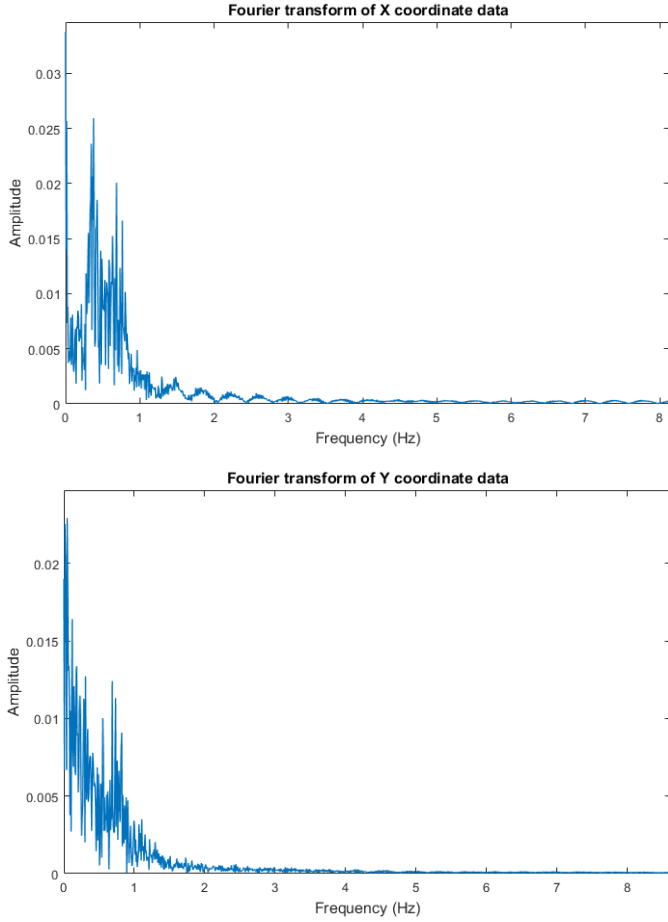 Fourier transform of X coordinate data
0.03
0.025
0.02
0.015
0.01
0.005
0
Amplitude
0 1 2 3 4 5 6 7 8
Frequency (Hz)
Fourier transform of Y coordinate data
0.02
0.015
0.01
0.005
0
Amplitude
0 1 2 3 4 5 6 7 8
Frequency (Hz)